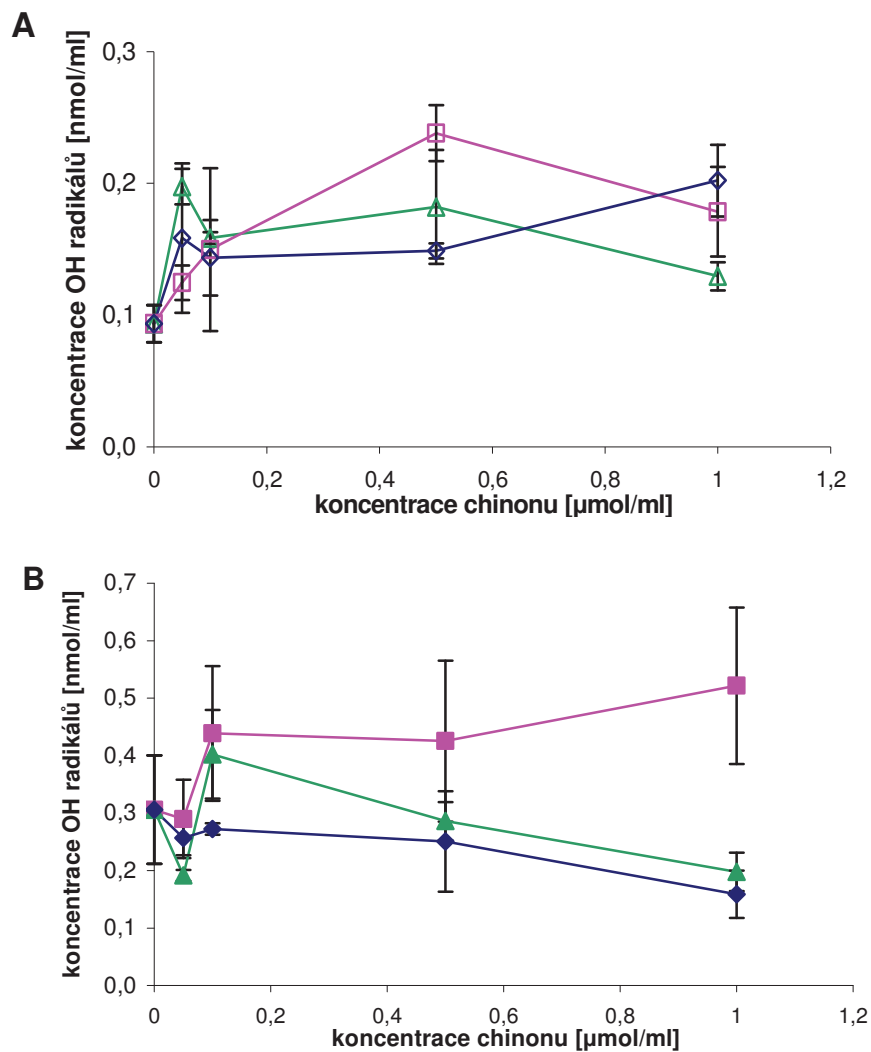 A
koncentrace OH radikálů [nmol/ml]
0,3
0,2
0,1
0,0
0 0,2 0,4 0,6 0,8 1 1,2
koncentrace chinonu [µmol/ml]
B
koncentrace OH radikálů [nmol/ml]
0,7
0,6
0,5
0,4
0,3
0,2
0,1
0,0
0 0,2 0,4 0,6 0,8 1 1,2
koncentrace chinonu [µmol/ml]